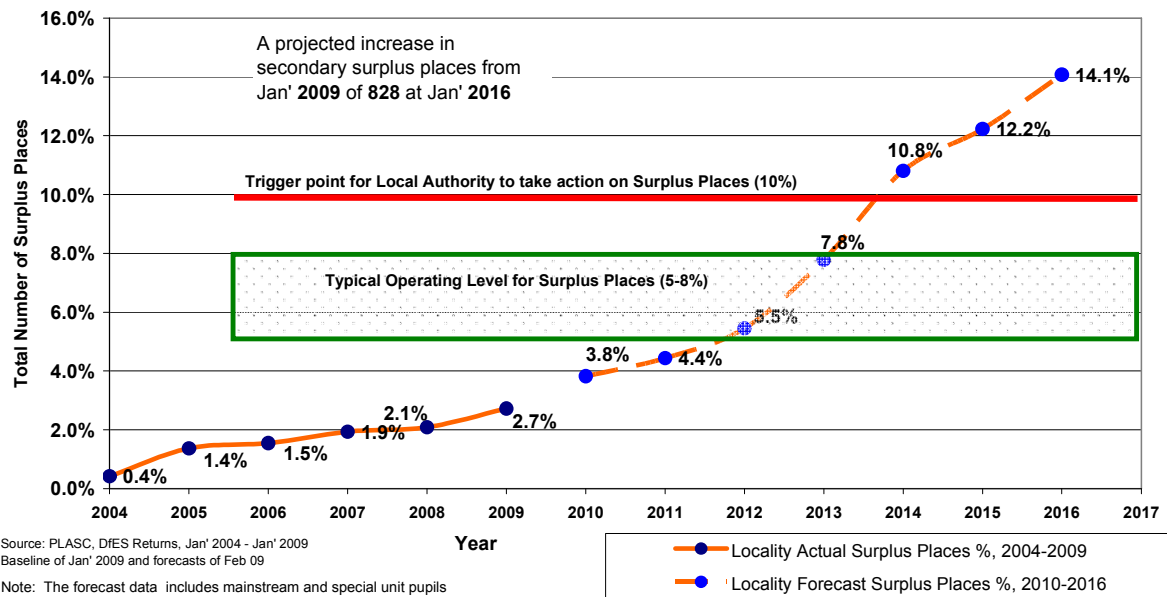 16.0%
14.0%
12.0%
10.0%
8.0%
6.0%
4.0%
2.0%
0.0%
Total Number of Surplus Places
A projected increase in
secondary surplus places from
Jan' 2009 of 828 at Jan' 2016
Trigger point for Local Authority to take action on Surplus Places (10%)
Typical Operating Level for Surplus Places (5-8%)
0.4%
1.4%
1.5%
1.9%
2.1%
2.7%
3.8%
4.4%
5.5%
7.8%
10.8%
12.2%
14.1%
2004 2005 2006 2007 2008 2009 2010 2011 2012 2013 2014 2015 2016 2017
Year
Source: PLASC, DfES Returns, Jan' 2004 - Jan' 2009
Baseline of Jan' 2009 and forecasts of Feb 09
Note: The forecast data includes mainstream and special unit pupils
Locality Actual Surplus Places %, 2004-2009
Locality Forecast Surplus Places %, 2010-2016